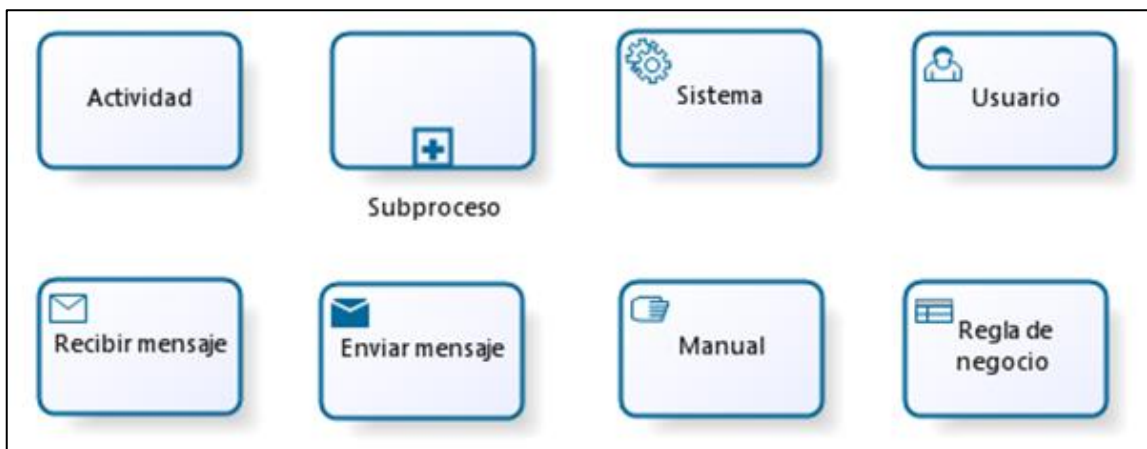 Actividad
Sistema
Usuario
Subproceso
Recibir mensaje
Enviar mensaje
Manual
Regla de
negocio